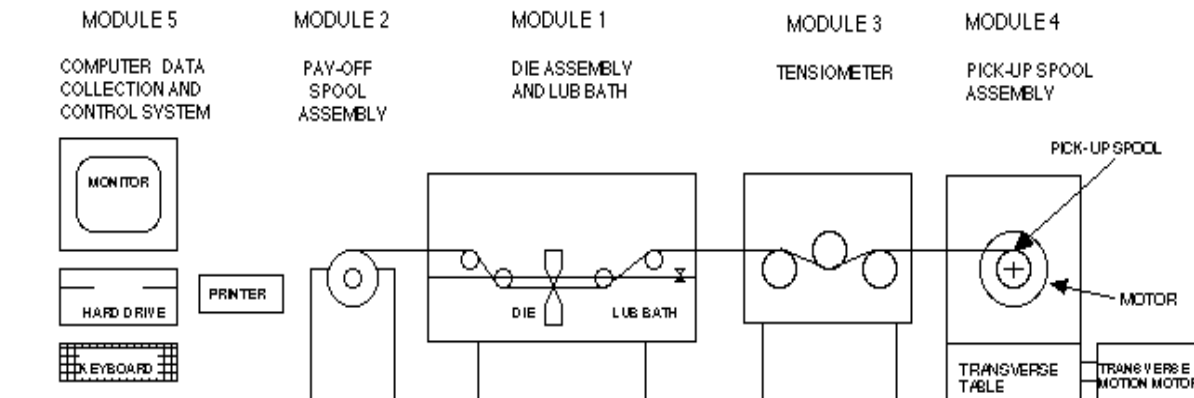 MODULE 5
MODULE 2
MODULE 1
MODULE 3
MODULE 4
COMPUTER DATA
COLLECTION AND
CONTROL SYSTEM
PAY-OFF
SPOOL
ASSEMBLY
DIE ASSEMBLY
AND LUB BATH
TENSIOMETER
PICK-UP SPOOL
ASSEMBLY
PICK-UP SPOOL
MONITOR
HARD DRIVE
PRINTER
DIE
LUB BATH
MOTOR
KEYBOARD
TRANSVERSE
TABLE
TRANSVERSE
MOTION MOTOR